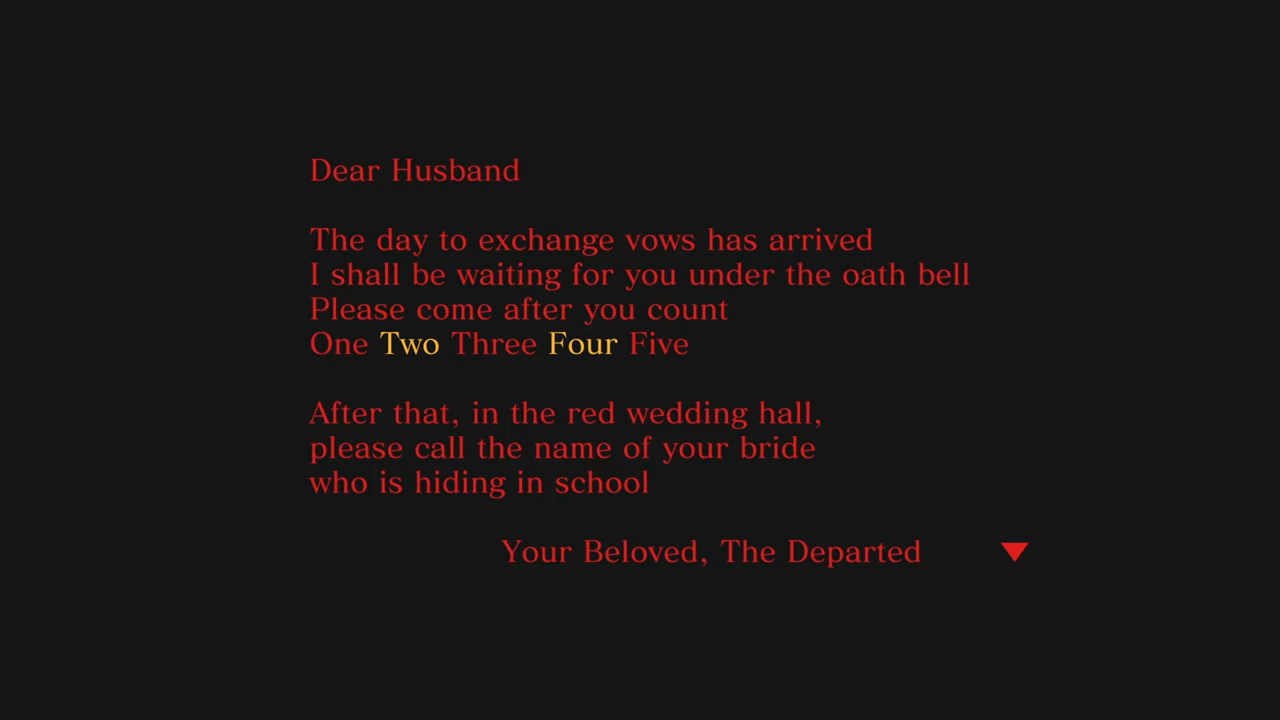 Dear Husband
The day to exchange vows has arrived
I shall be waiting for you under the oath bell
Please come after you count
One Two Three Four Five
After that, in the red wedding hall,
please call the name of your bride
who is hiding in school
Your Beloved, The Departed